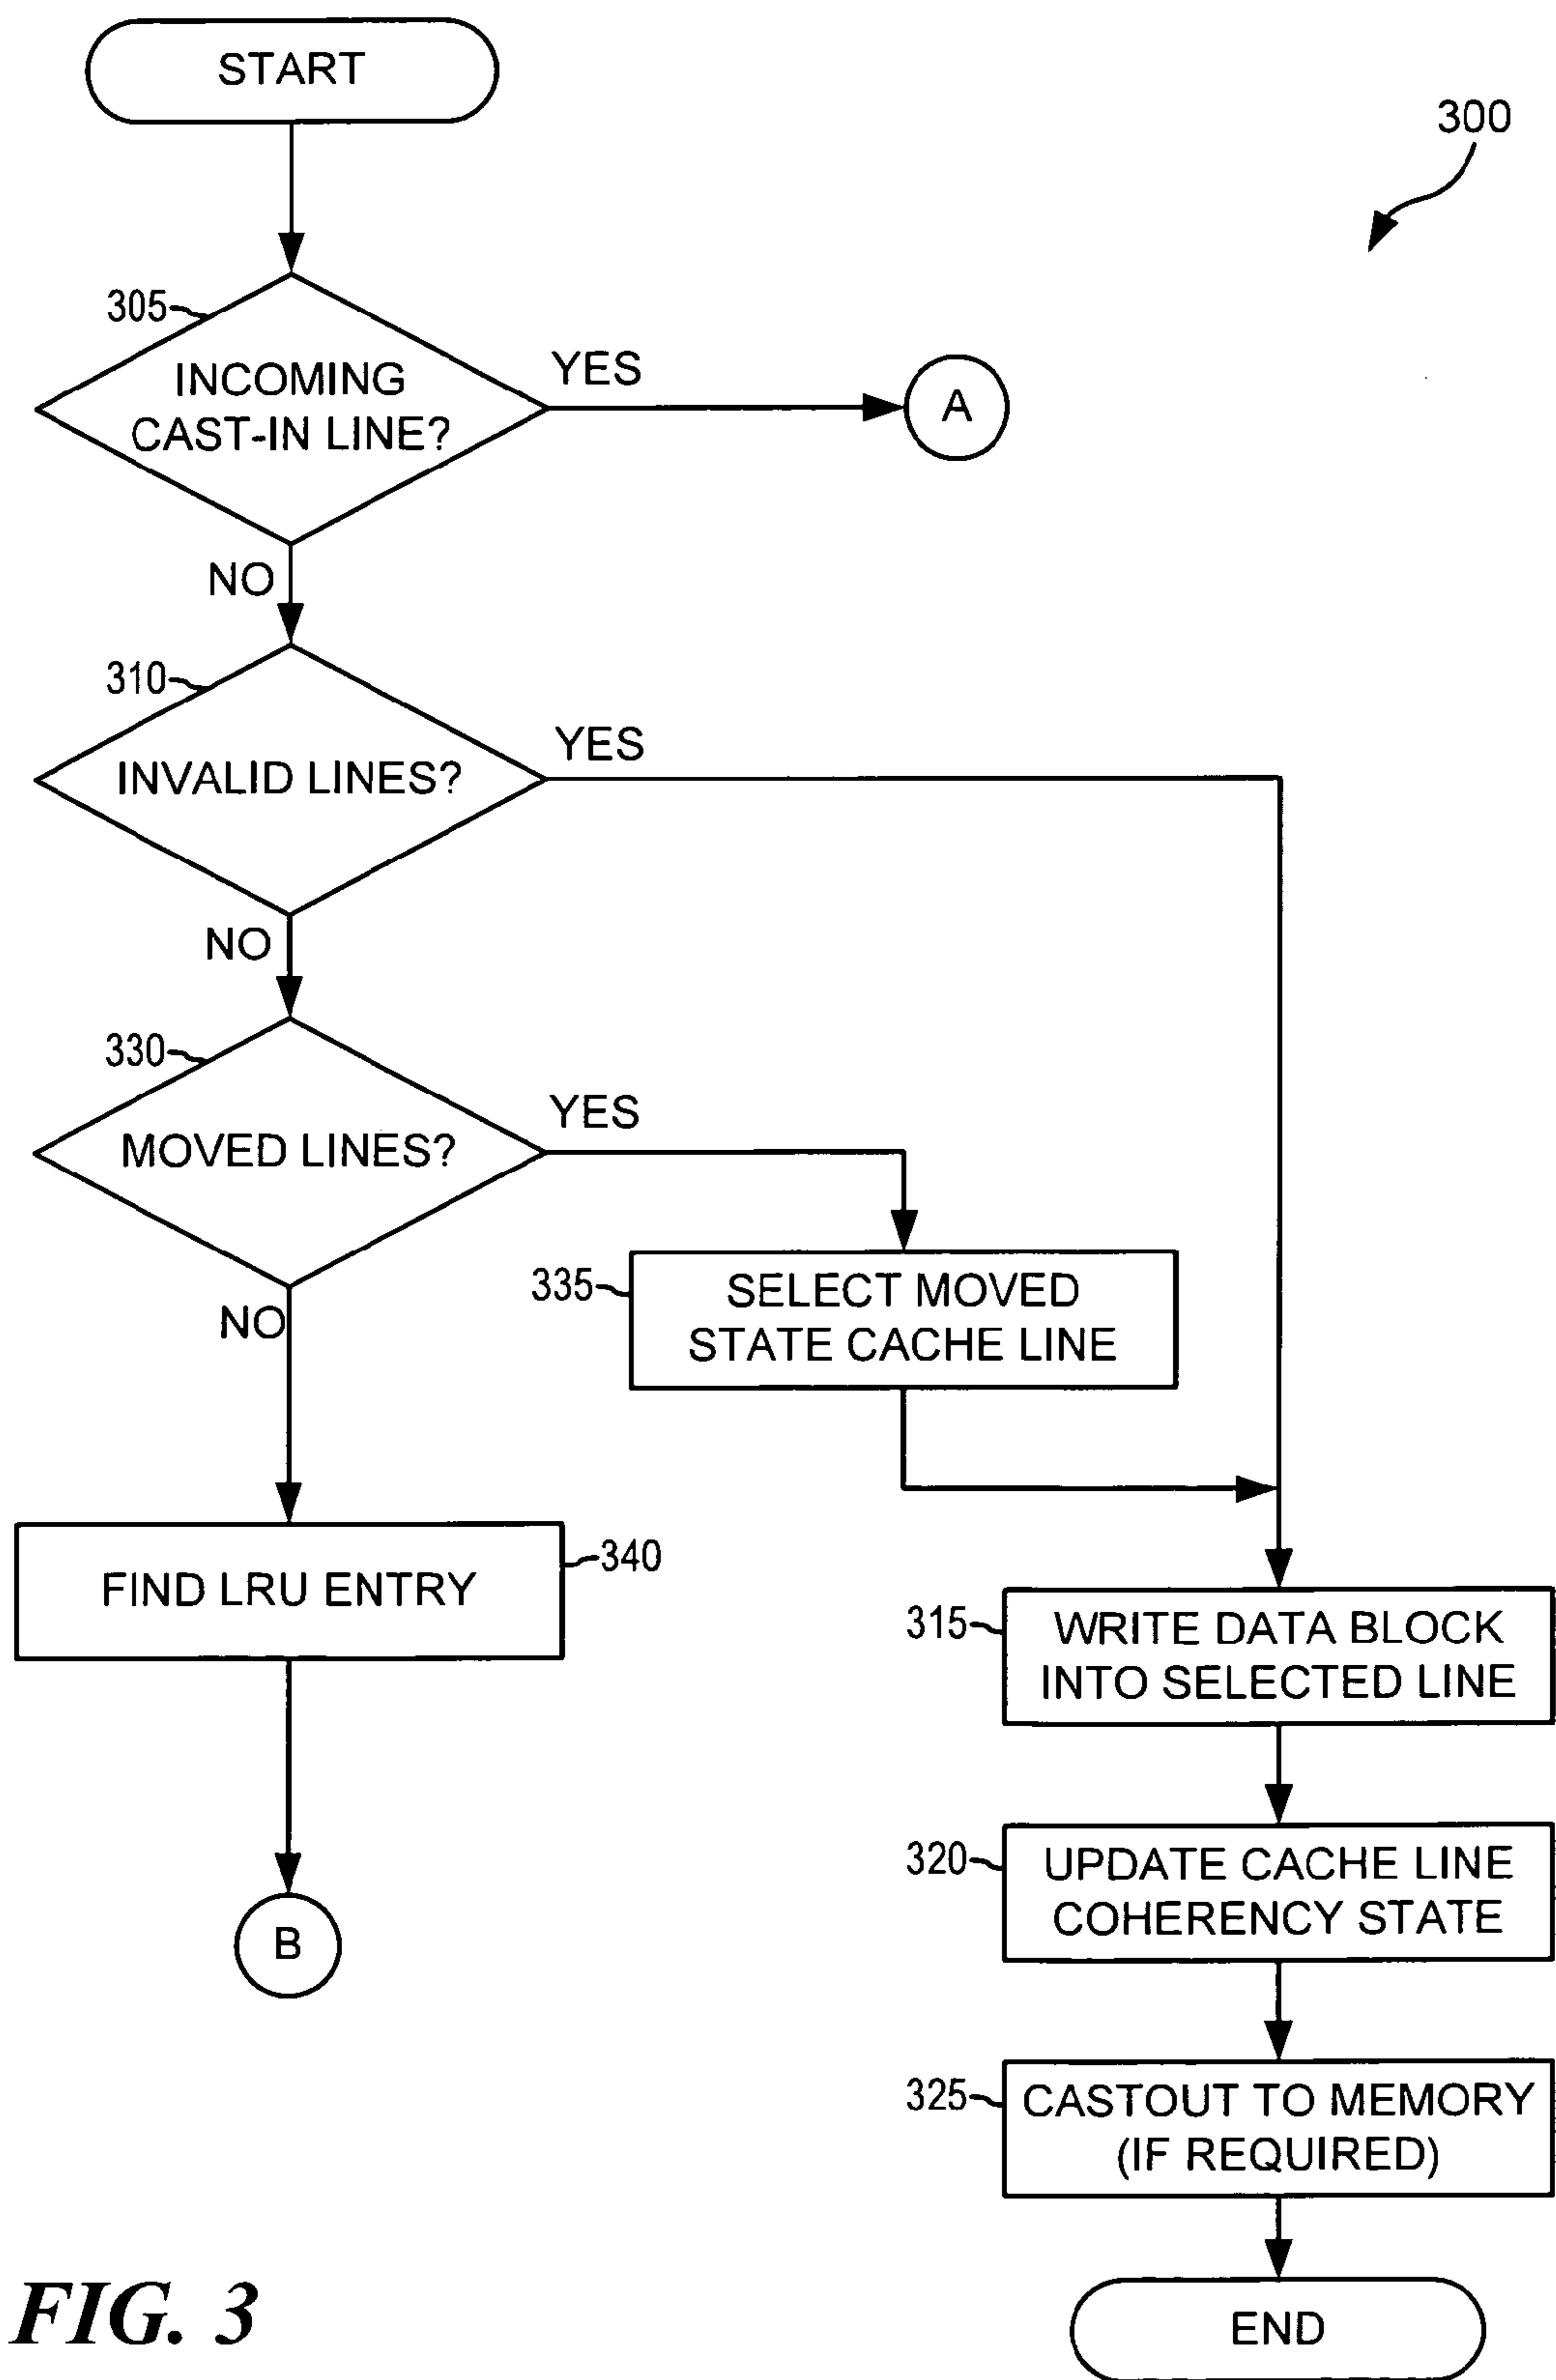 START
300
305
INCOMING
CAST-IN LINE?
YES
A
NO
310
INVALID LINES?
YES
NO
330
MOVED LINES?
YES
335
SELECT MOVED
STATE CACHE LINE
NO
FIND LRU ENTRY
340
B
315
WRITE DATA BLOCK
INTO SELECTED LINE
320
UPDATE CACHE LINE
COHERENCY STATE
325
CASTOUT TO MEMORY
(IF REQUIRED)
END
FIG. 3